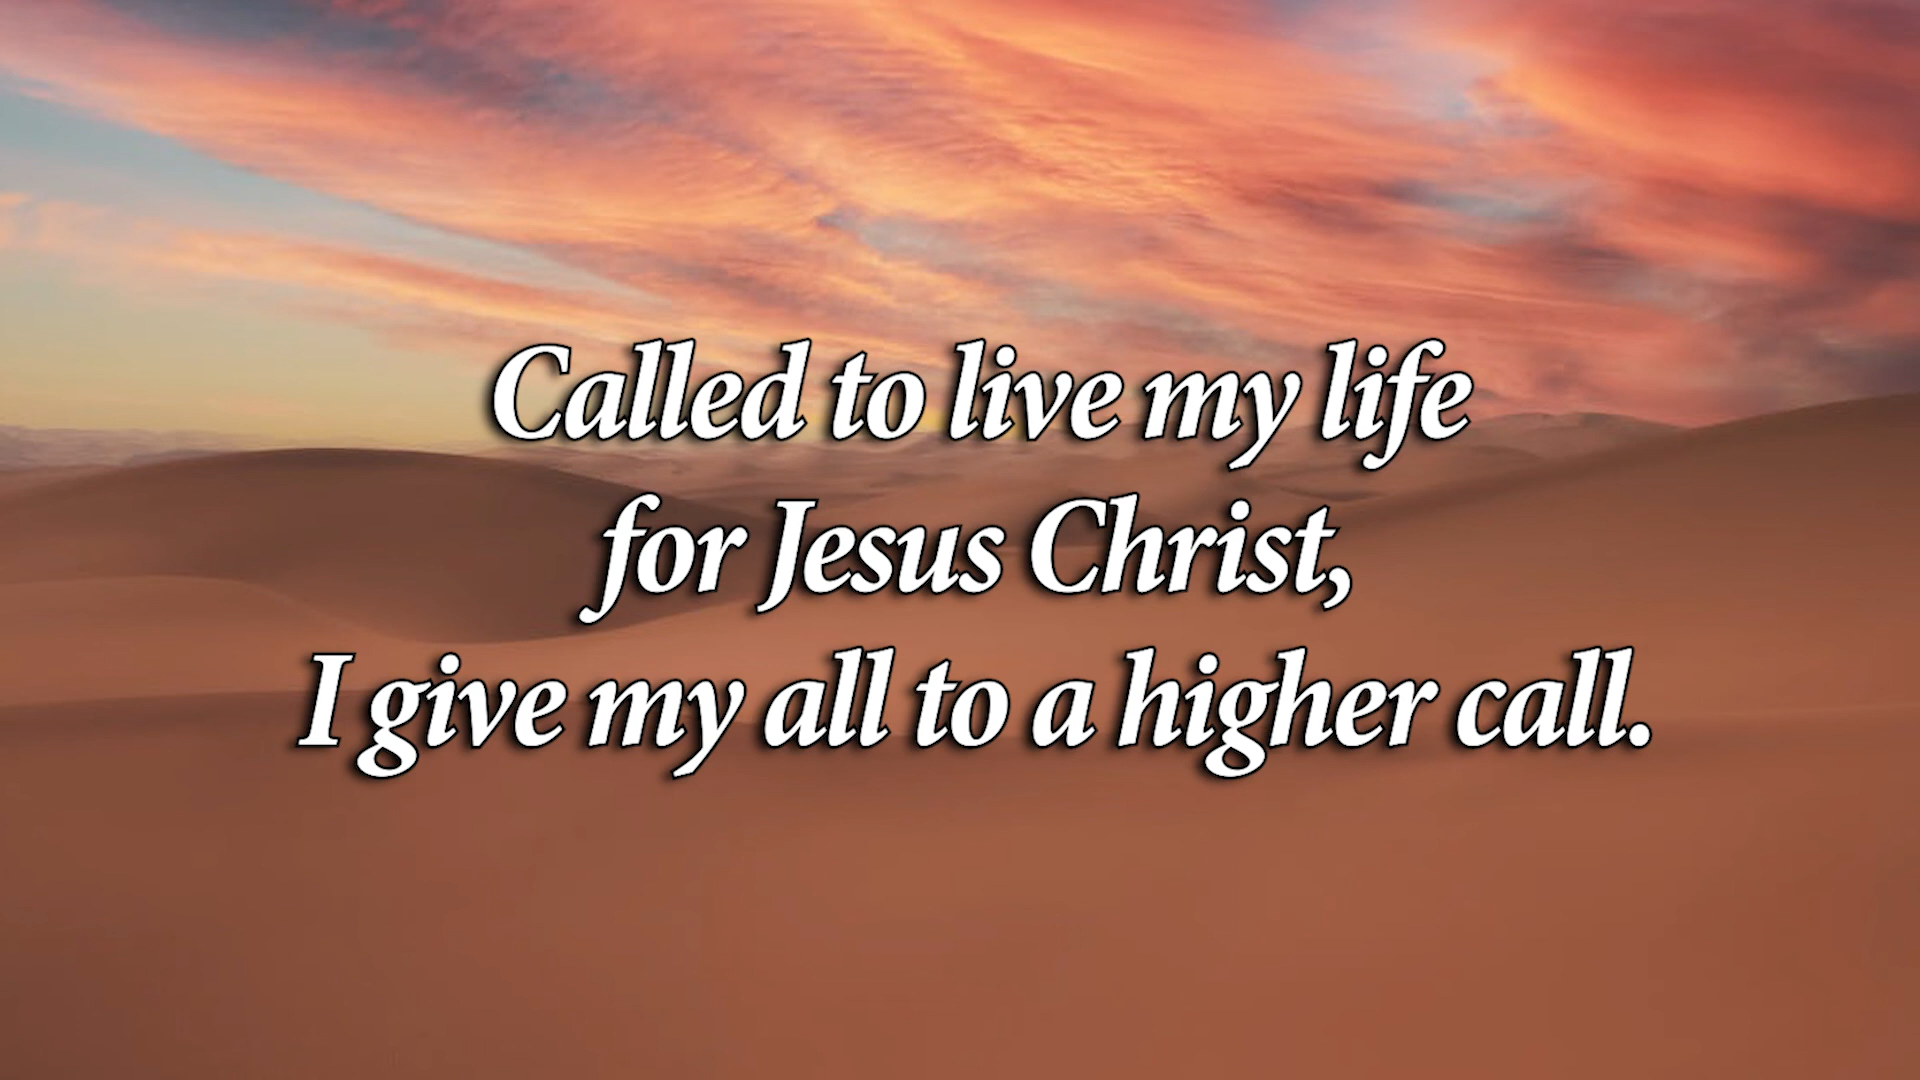 Called to live my life
for Jesus Christ,
I give my all to a higher call.